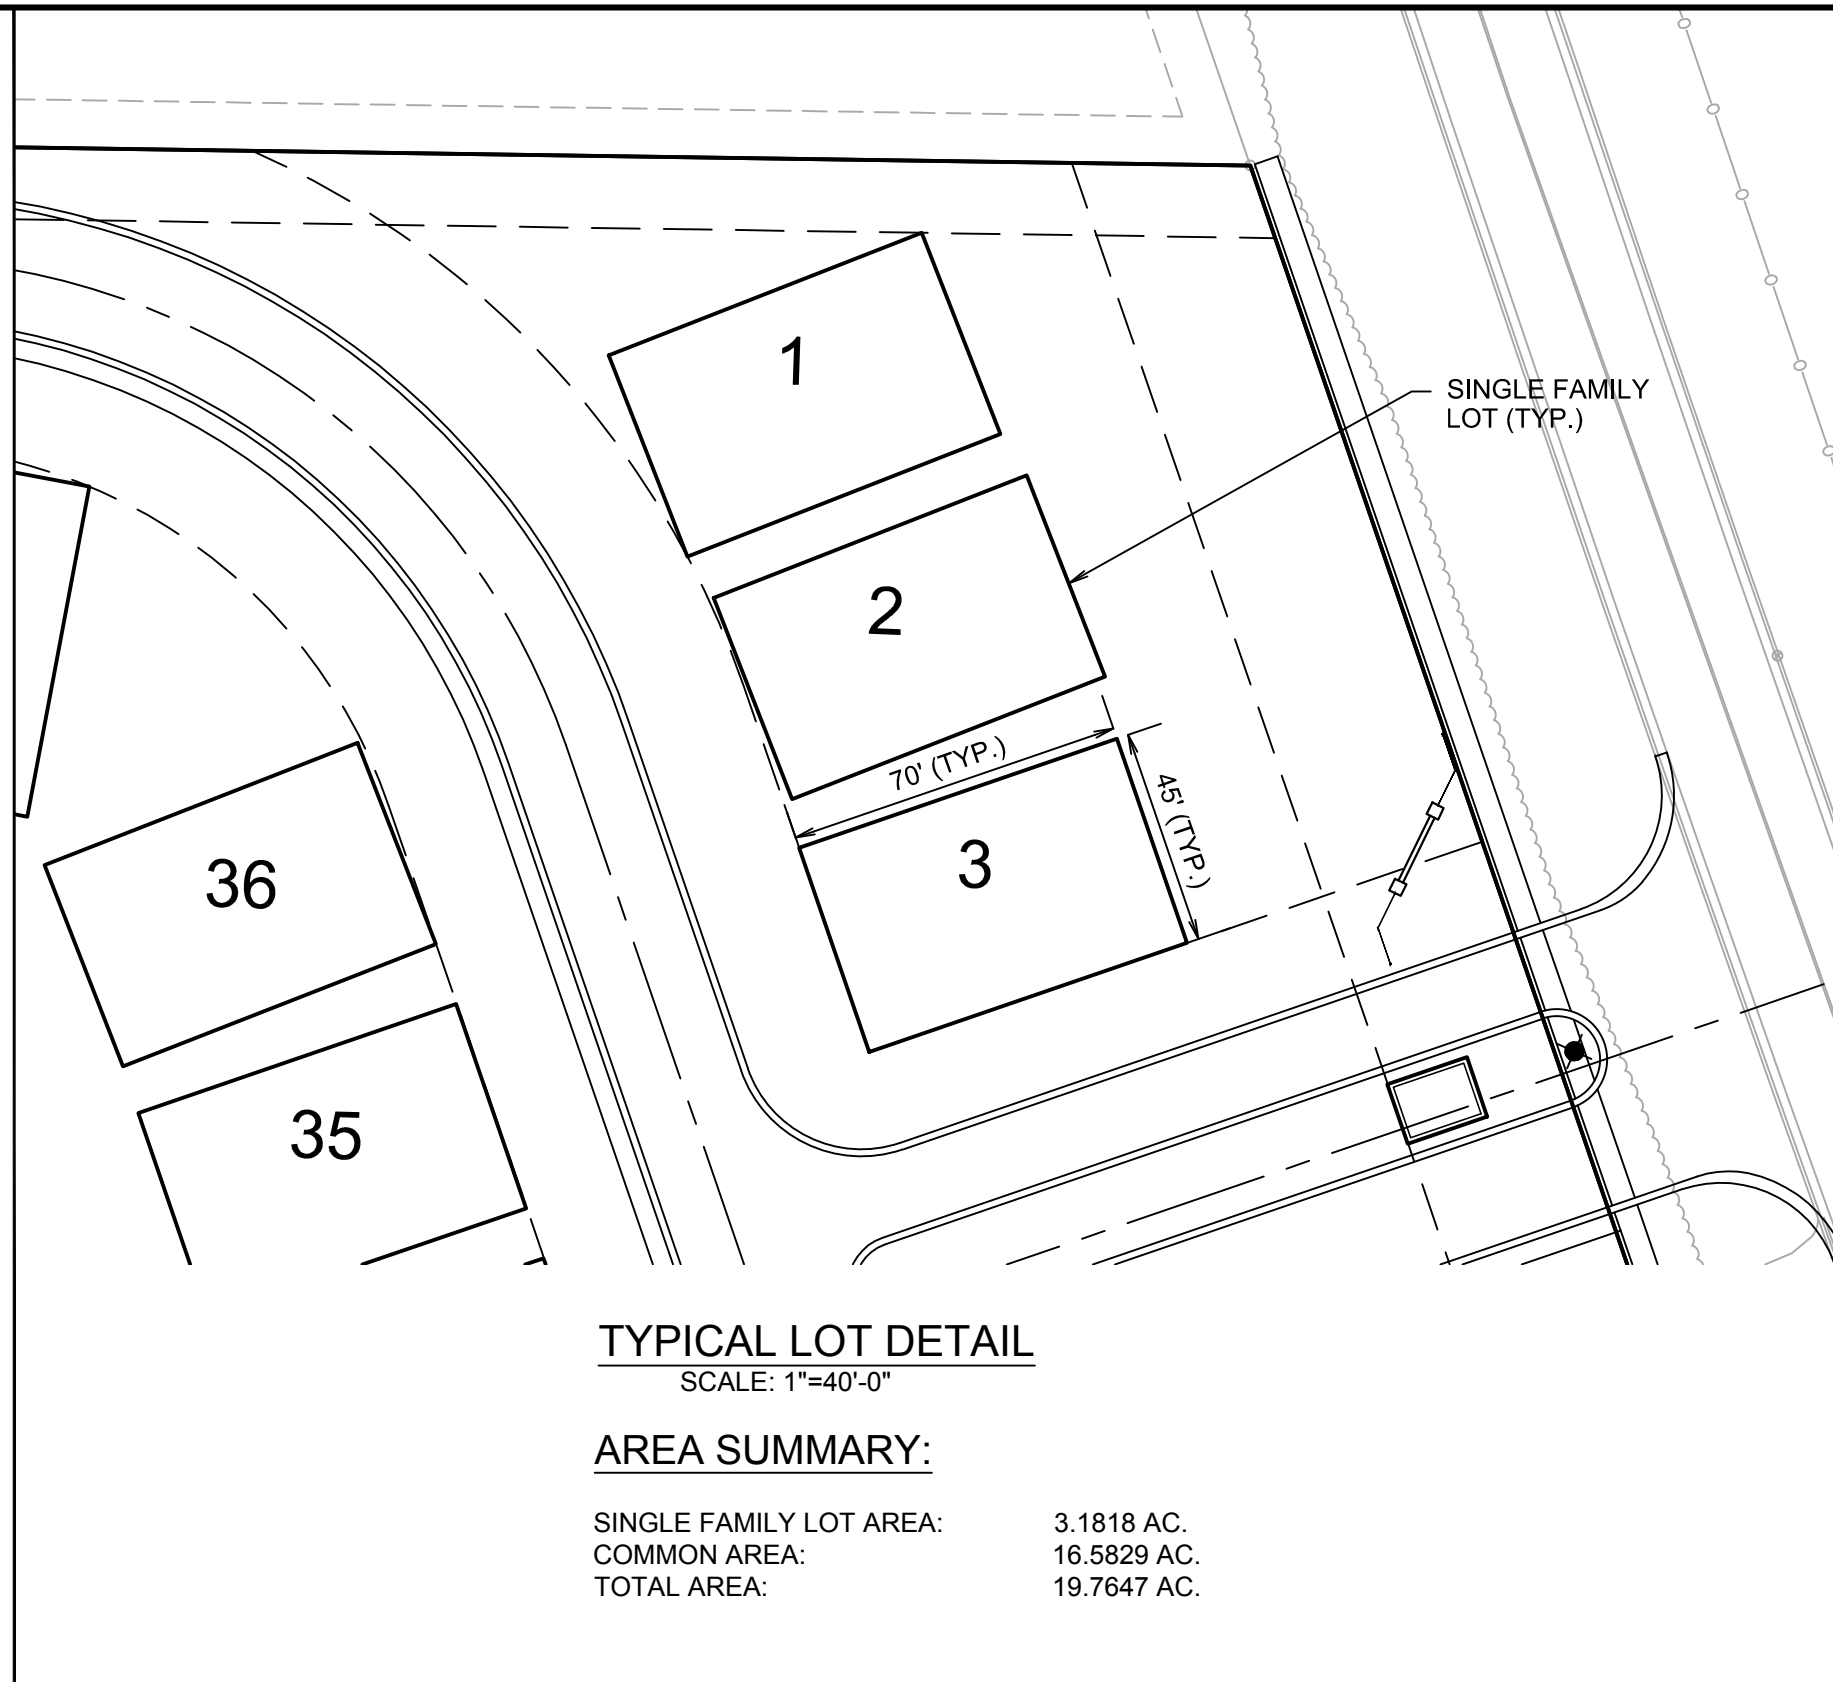 1
SINGLE FAMILY
LOT (TYP.)
2
70' (TYP.)
45' (TYP.)
3
36
35
TYPICAL LOT DETAIL
SCALE: 1"=40'-0"
AREA SUMMARY:
SINGLE FAMILY LOT AREA: 3.1818 AC.
COMMON AREA: 16.5829 AC.
TOTAL AREA: 19.7647 AC.